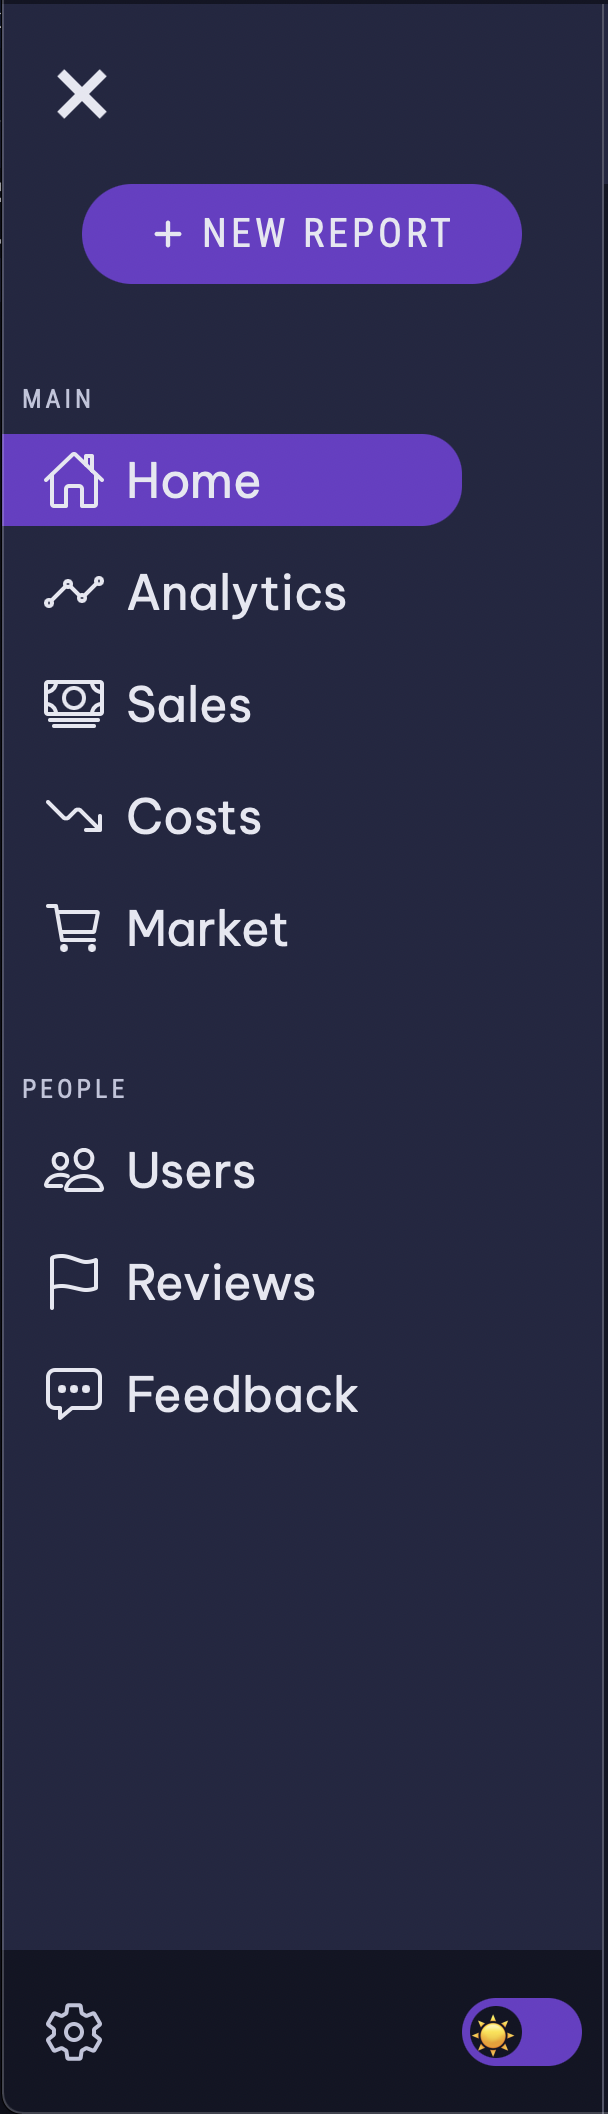 + NEW REPORT
MAIN
Home
Analytics
Sales
Costs
Market
PEOPLE
Users
Reviews
Feedback